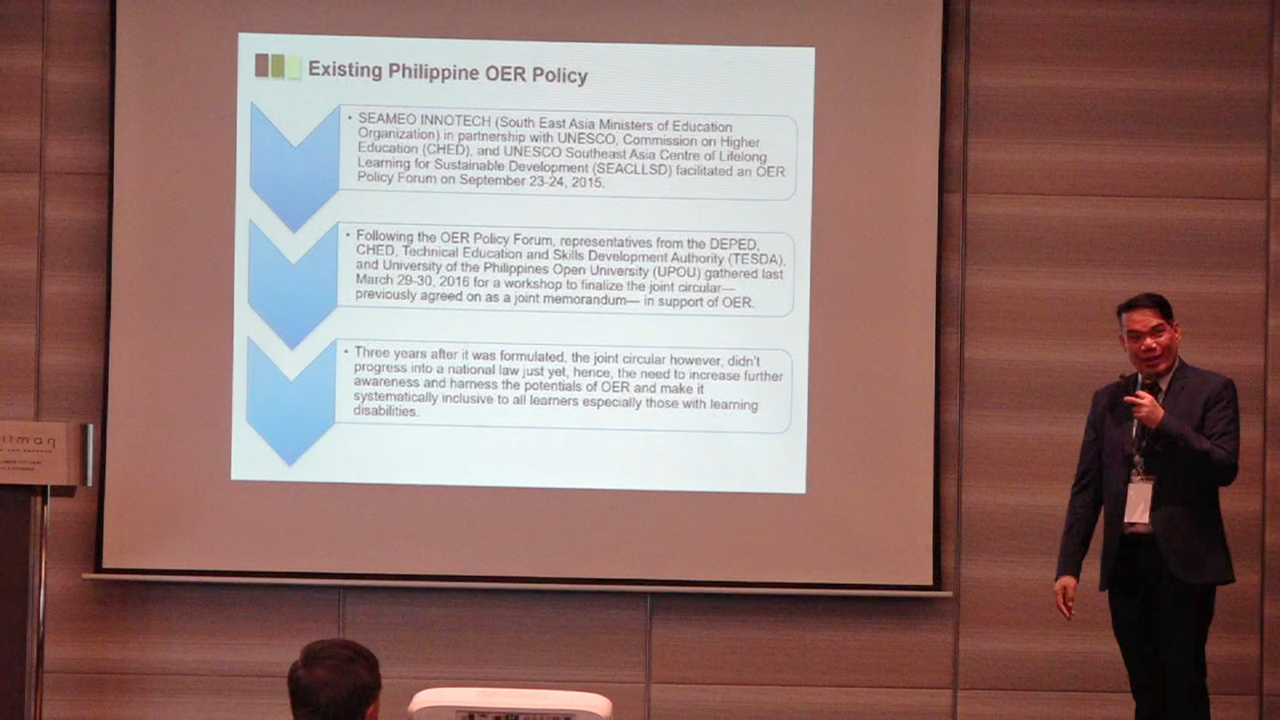 Existing Philippine OER Policy
• SEAMEO INNOTECH (South East Asia Ministers of Education
Organization) in partnership with UNESCO, Commission on Higher
Education (CHED), and UNESCO Southeast Asia Centre of Lifelong
Learning for Sustainable Development (SEACLLSD) facilitated an OER
Policy Forum on September 23-24, 2015.
• Following the OER Policy Forum, representatives from the DEPED,
CHED, Technical Education and Skills Development Authority (TESDA),
and University of the Philippines Open University (UPOU) gathered last
March 29-30, 2016 for a workshop to finalize the joint circular—
previously agreed on as a joint memorandum— in support of OER.
• Three years after it was formulated, the joint circular however, didn't
progress into a national law just yet, hence, the need to increase further
awareness and harness the potentials of OER and make it
systematically inclusive to all learners especially those with learning
disabilities.